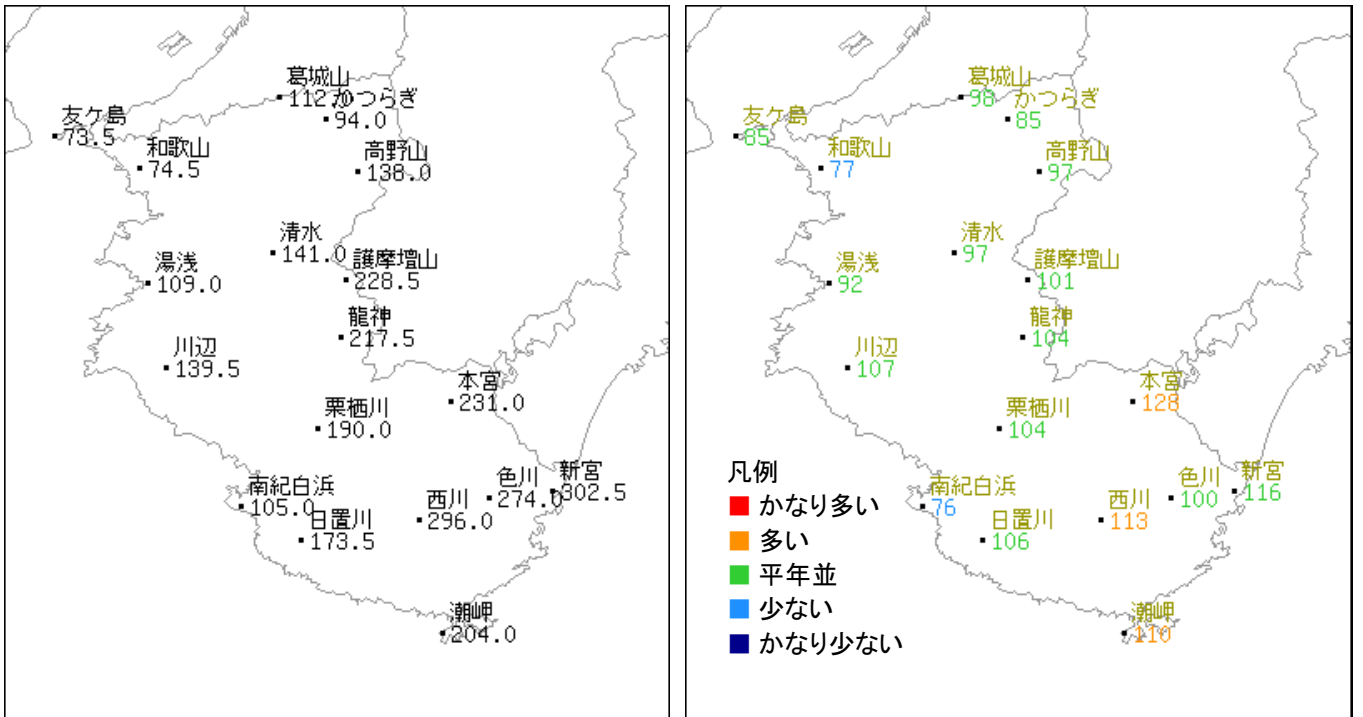 葛城山
112.0
かつらぎ
94.0
友ケ島
73.5
和歌山
74.5
高野山
138.0
清水
141.0
護摩壇山
228.5
湯浅
109.0
龍神
217.5
川辺
139.5
本宮
231.0
栗栖川
190.0
新宮
302.5
色川
274.0
南紀白浜
105.0
西川
296.0
日置川
173.5
潮岬
204.0
葛城山
98
かつらぎ
85
友ケ島
85
和歌山
77
高野山
97
清水
97
護摩壇山
101
湯浅
92
龍神
104
川辺
107
本宮
128
栗栖川
104
新宮
116
色川
100
南紀白浜
76
西川
113
日置川
106
潮岬
110
凡例
かなり多い
多い
平年並
少ない
かなり少ない